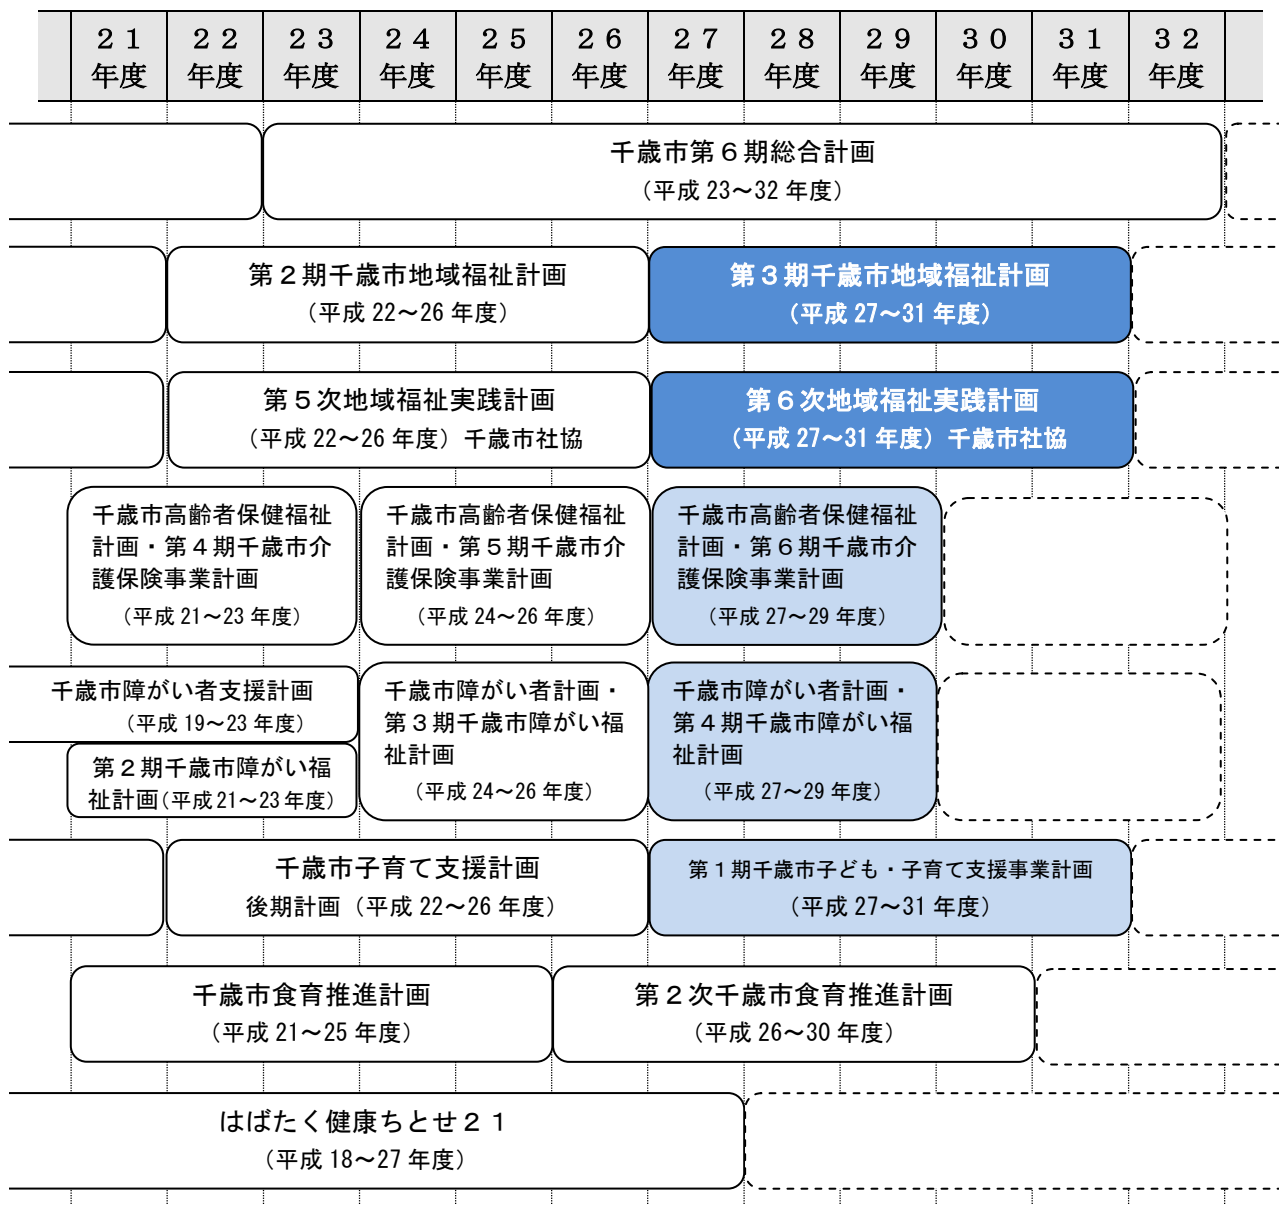 ２１ ２２ ２３ ２４ ２５ ２６ ２７ ２８ ２９ ３０ ３１ ３２
年度 年度 年度 年度 年度 年度 年度 年度 年度 年度 年度 年度
千歳市第６期総合計画
（平成 23～32 年度）
第２期千歳市地域福祉計画
（平成 22～26 年度）
第３期千歳市地域福祉計画
（平成 27～31 年度）
第５次地域福祉実践計画
（平成 22～26 年度）千歳市社協
第６次地域福祉実践計画
（平成 27～31 年度）千歳市社協
千歳市高齢者保健福祉
計画・第４期千歳市介
護保険事業計画
（平成 21～23 年度）
千歳市高齢者保健福祉
計画・第５期千歳市介
護保険事業計画
（平成 24～26 年度）
千歳市高齢者保健福祉
計画・第６期千歳市介
護保険事業計画
（平成 27～29 年度）
千歳市障がい者支援計画
（平成 19～23 年度）
第２期千歳市障がい福
祉計画（平成 21～23 年度）
千歳市障がい者計画・
第３期千歳市障がい福
祉計画
（平成 24～26 年度）
千歳市障がい者計画・
第４期千歳市障がい福
祉計画
（平成 27～29 年度）
千歳市子育て支援計画
後期計画（平成 22～26 年度）
第１期千歳市子ども・子育て支援事業計画
（平成 27～31 年度）
千歳市食育推進計画
（平成 21～25 年度）
第２次千歳市食育推進計画
（平成 26～30 年度）
はばたく健康ちとせ２１
（平成 18～27 年度）